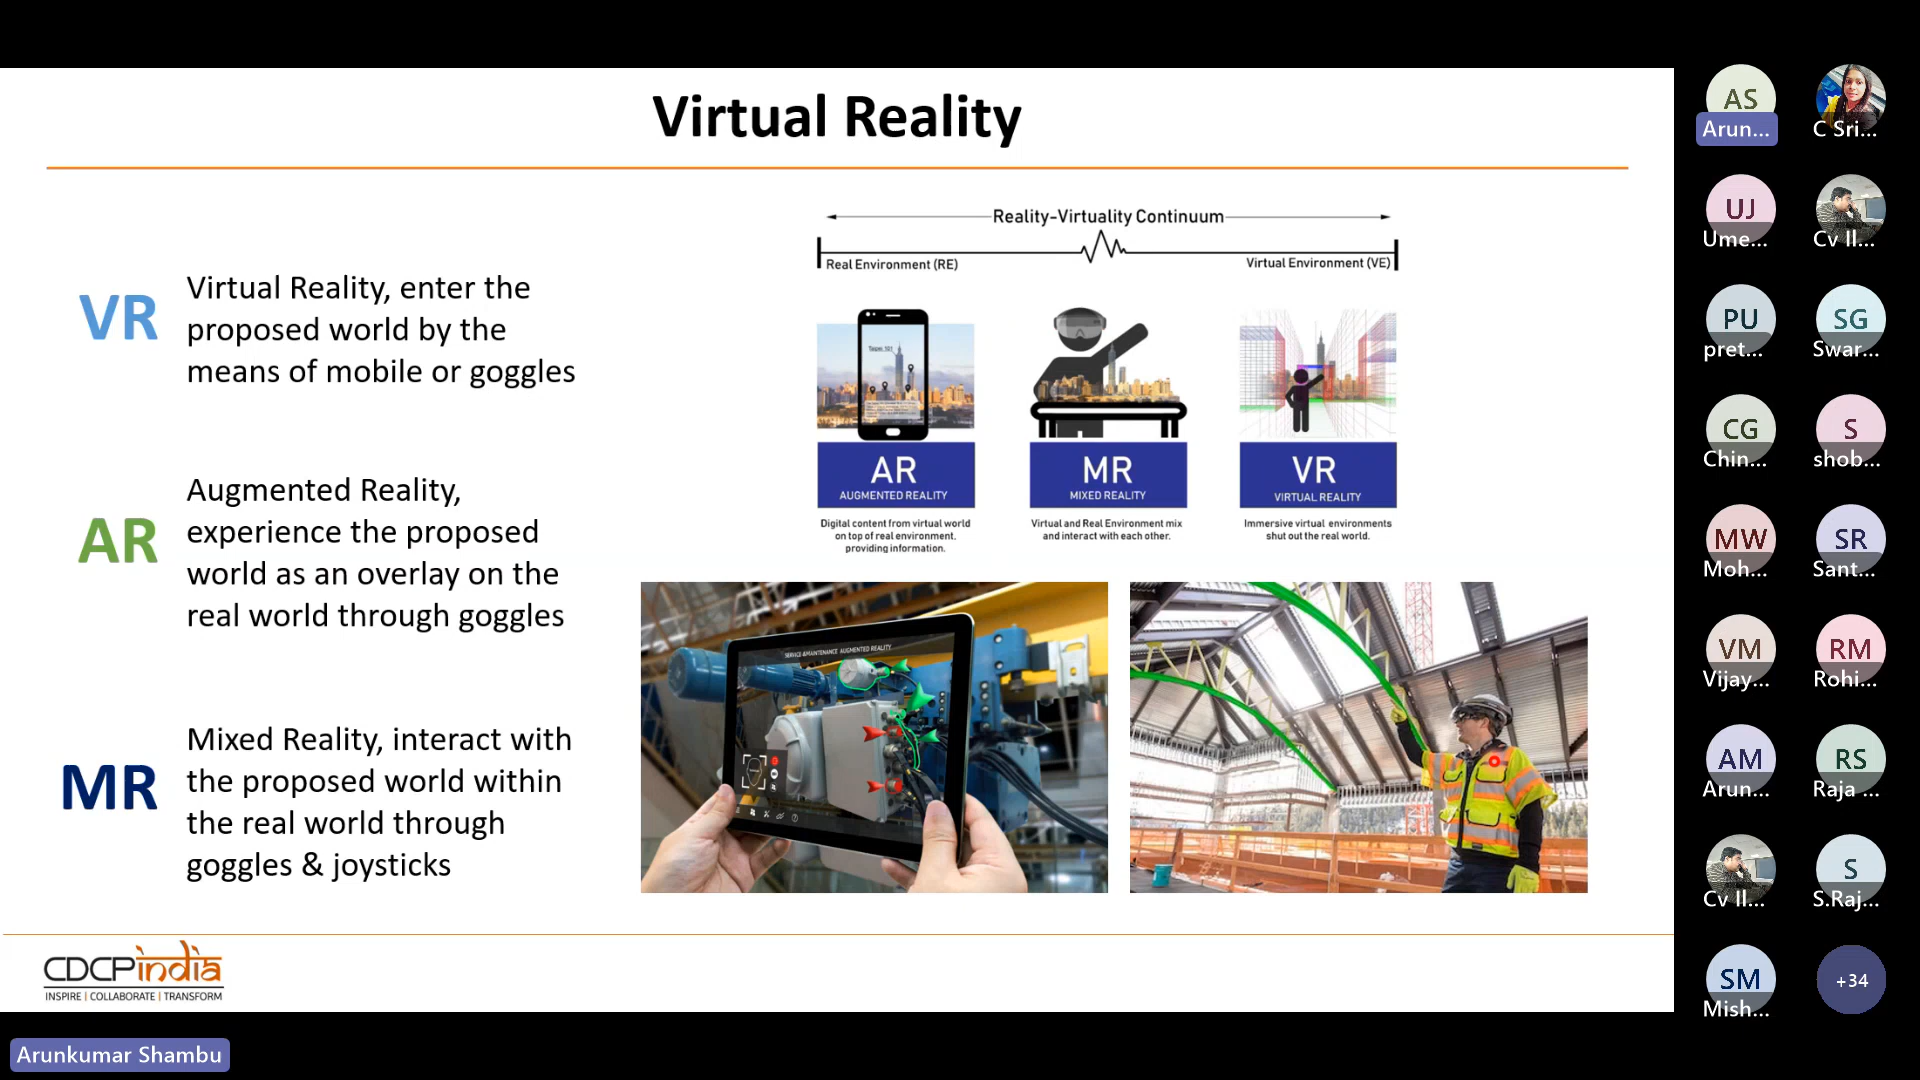 Virtual Reality
VR
Virtual Reality, enter the
proposed world by the
means of mobile or goggles
AR
Augmented Reality,
experience the proposed
world as an overlay on the
real world through goggles
MR
Mixed Reality, interact with
the proposed world within
the real world through
goggles & joysticks
Reality-Virtuality Continuum
Real Environment (RE)
Virtual Environment (VE)
Taipei 101
AR
AUGMENTED REALITY
Digital content from virtual world
on top of real environment,
providing information.
MR
MIXED REALITY
Virtual and Real Environment mix
and interact with each other.
VR
VIRTUAL REALITY
Immersive virtual environments
shut out the real world.
SERVICE & MAINTENANCE AUGMENTED REALITY
CDCPindia
INSPIRE | COLLABORATE | TRANSFORM
Arunkumar Shambu
AS
Arun...
C Sri...
UJ
Ume...
Cv Il...
PU
pret...
SG
Swar...
CG
Chin...
S
shob...
MW
Moh...
SR
Sant...
VM
Vijay...
RM
Rohi...
AM
Arun...
RS
Raja ...
Cv Il...
S
S.Raj...
SM
Mish...
+34